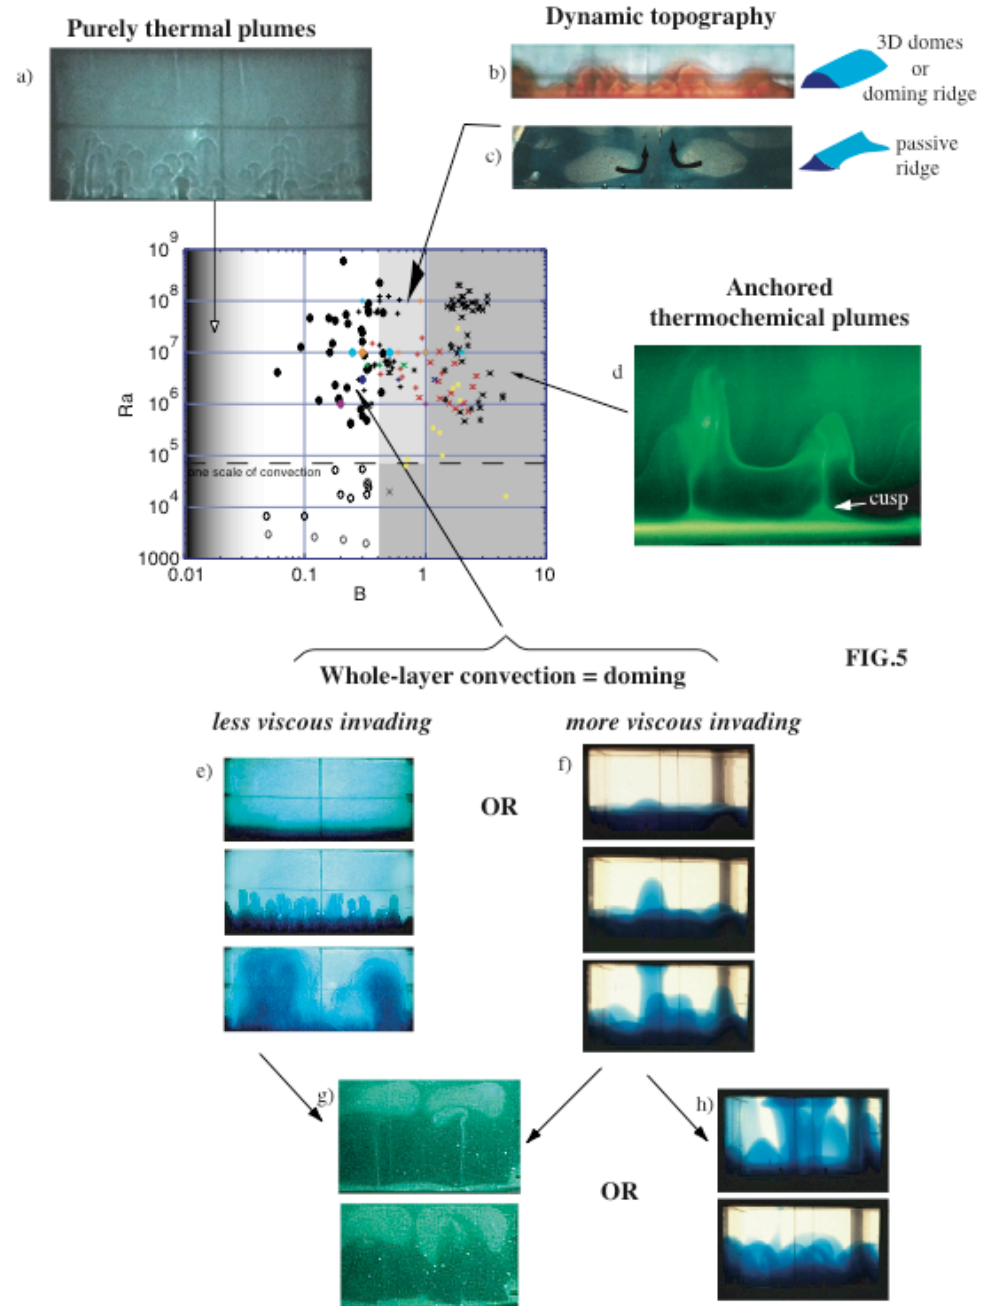 Purely thermal plumes
Dynamic topography
a)
b)
3D domes
or
doming ridge
c)
passive
ridge
10 9
10 8
10 7
10 6
10 5
10 4
1000
Ra
one scale of convection
0.01
0.1
1
10
B
Anchored
thermochemical plumes
d
cusp
FIG.5
Whole-layer convection = doming
less viscous invading
more viscous invading
e)
f)
OR
g)
h)
OR